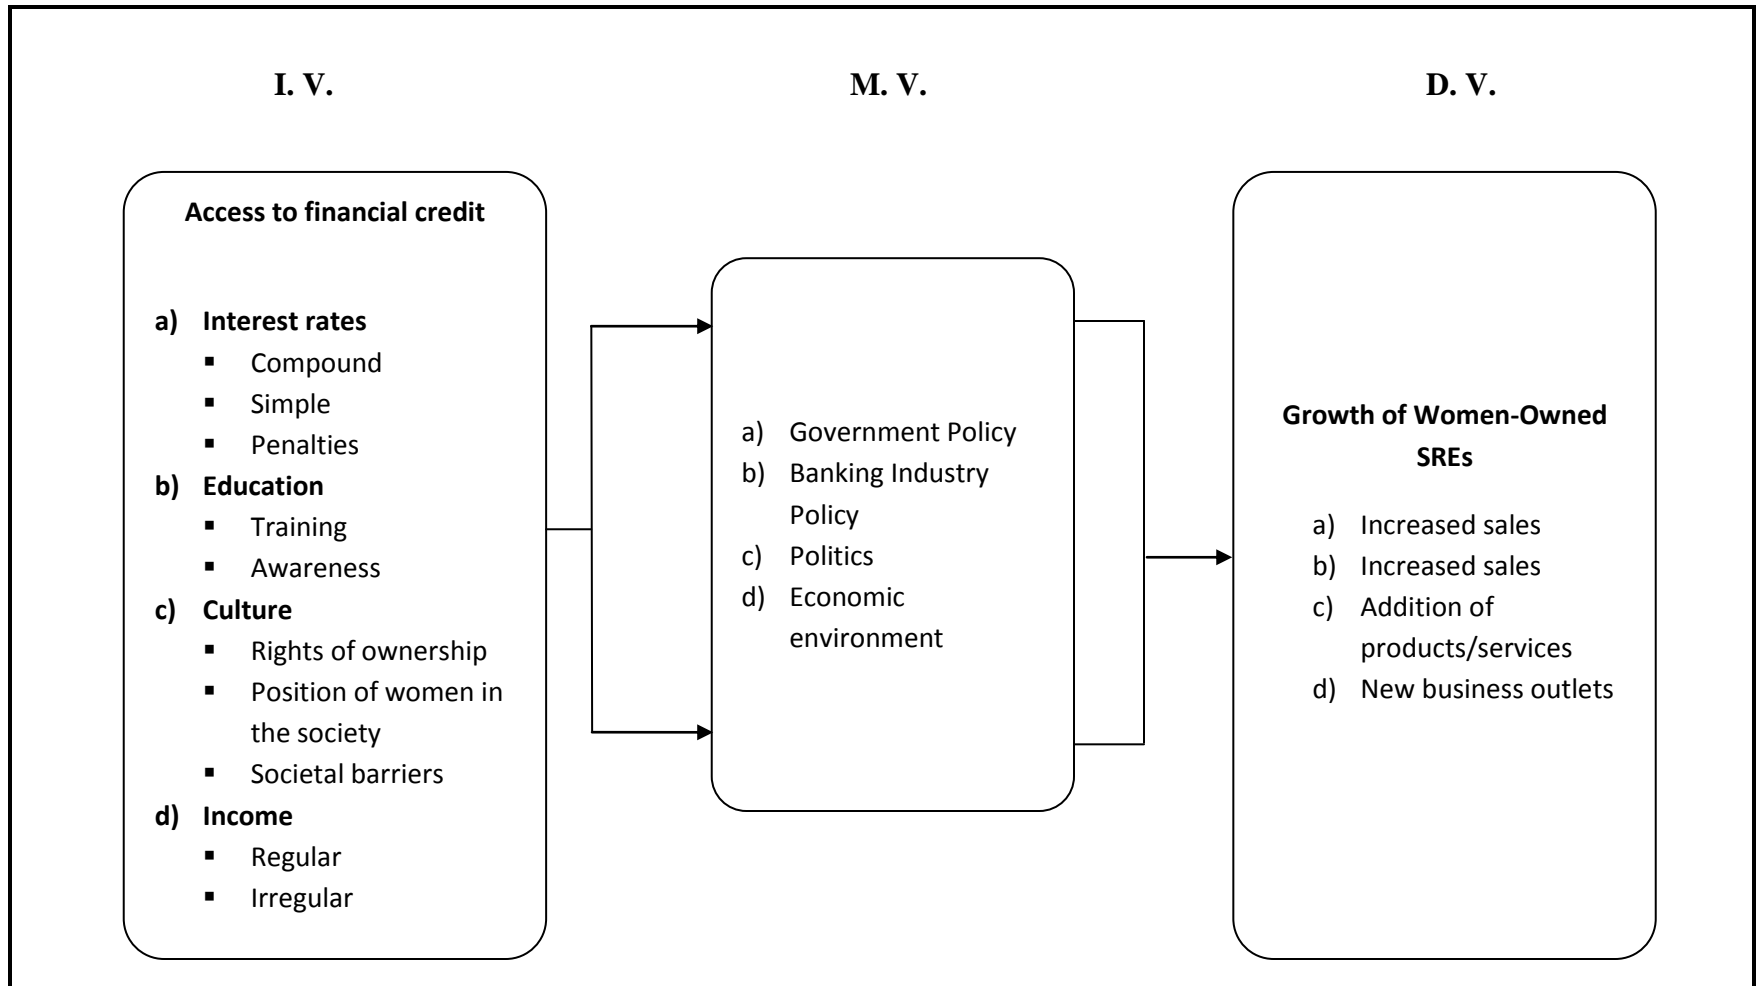 I. V.
M. V.
D. V.
Access to financial credit
a) Interest rates
▪ Compound
▪ Simple
▪ Penalties
b) Education
▪ Training
▪ Awareness
c) Culture
▪ Rights of ownership
▪ Position of women in
the society
▪ Societal barriers
d) Income
▪ Regular
▪ Irregular
a) Government Policy
b) Banking Industry
Policy
c) Politics
d) Economic
environment
Growth of Women-Owned
SREs
a) Increased sales
b) Increased sales
c) Addition of
products/services
d) New business outlets